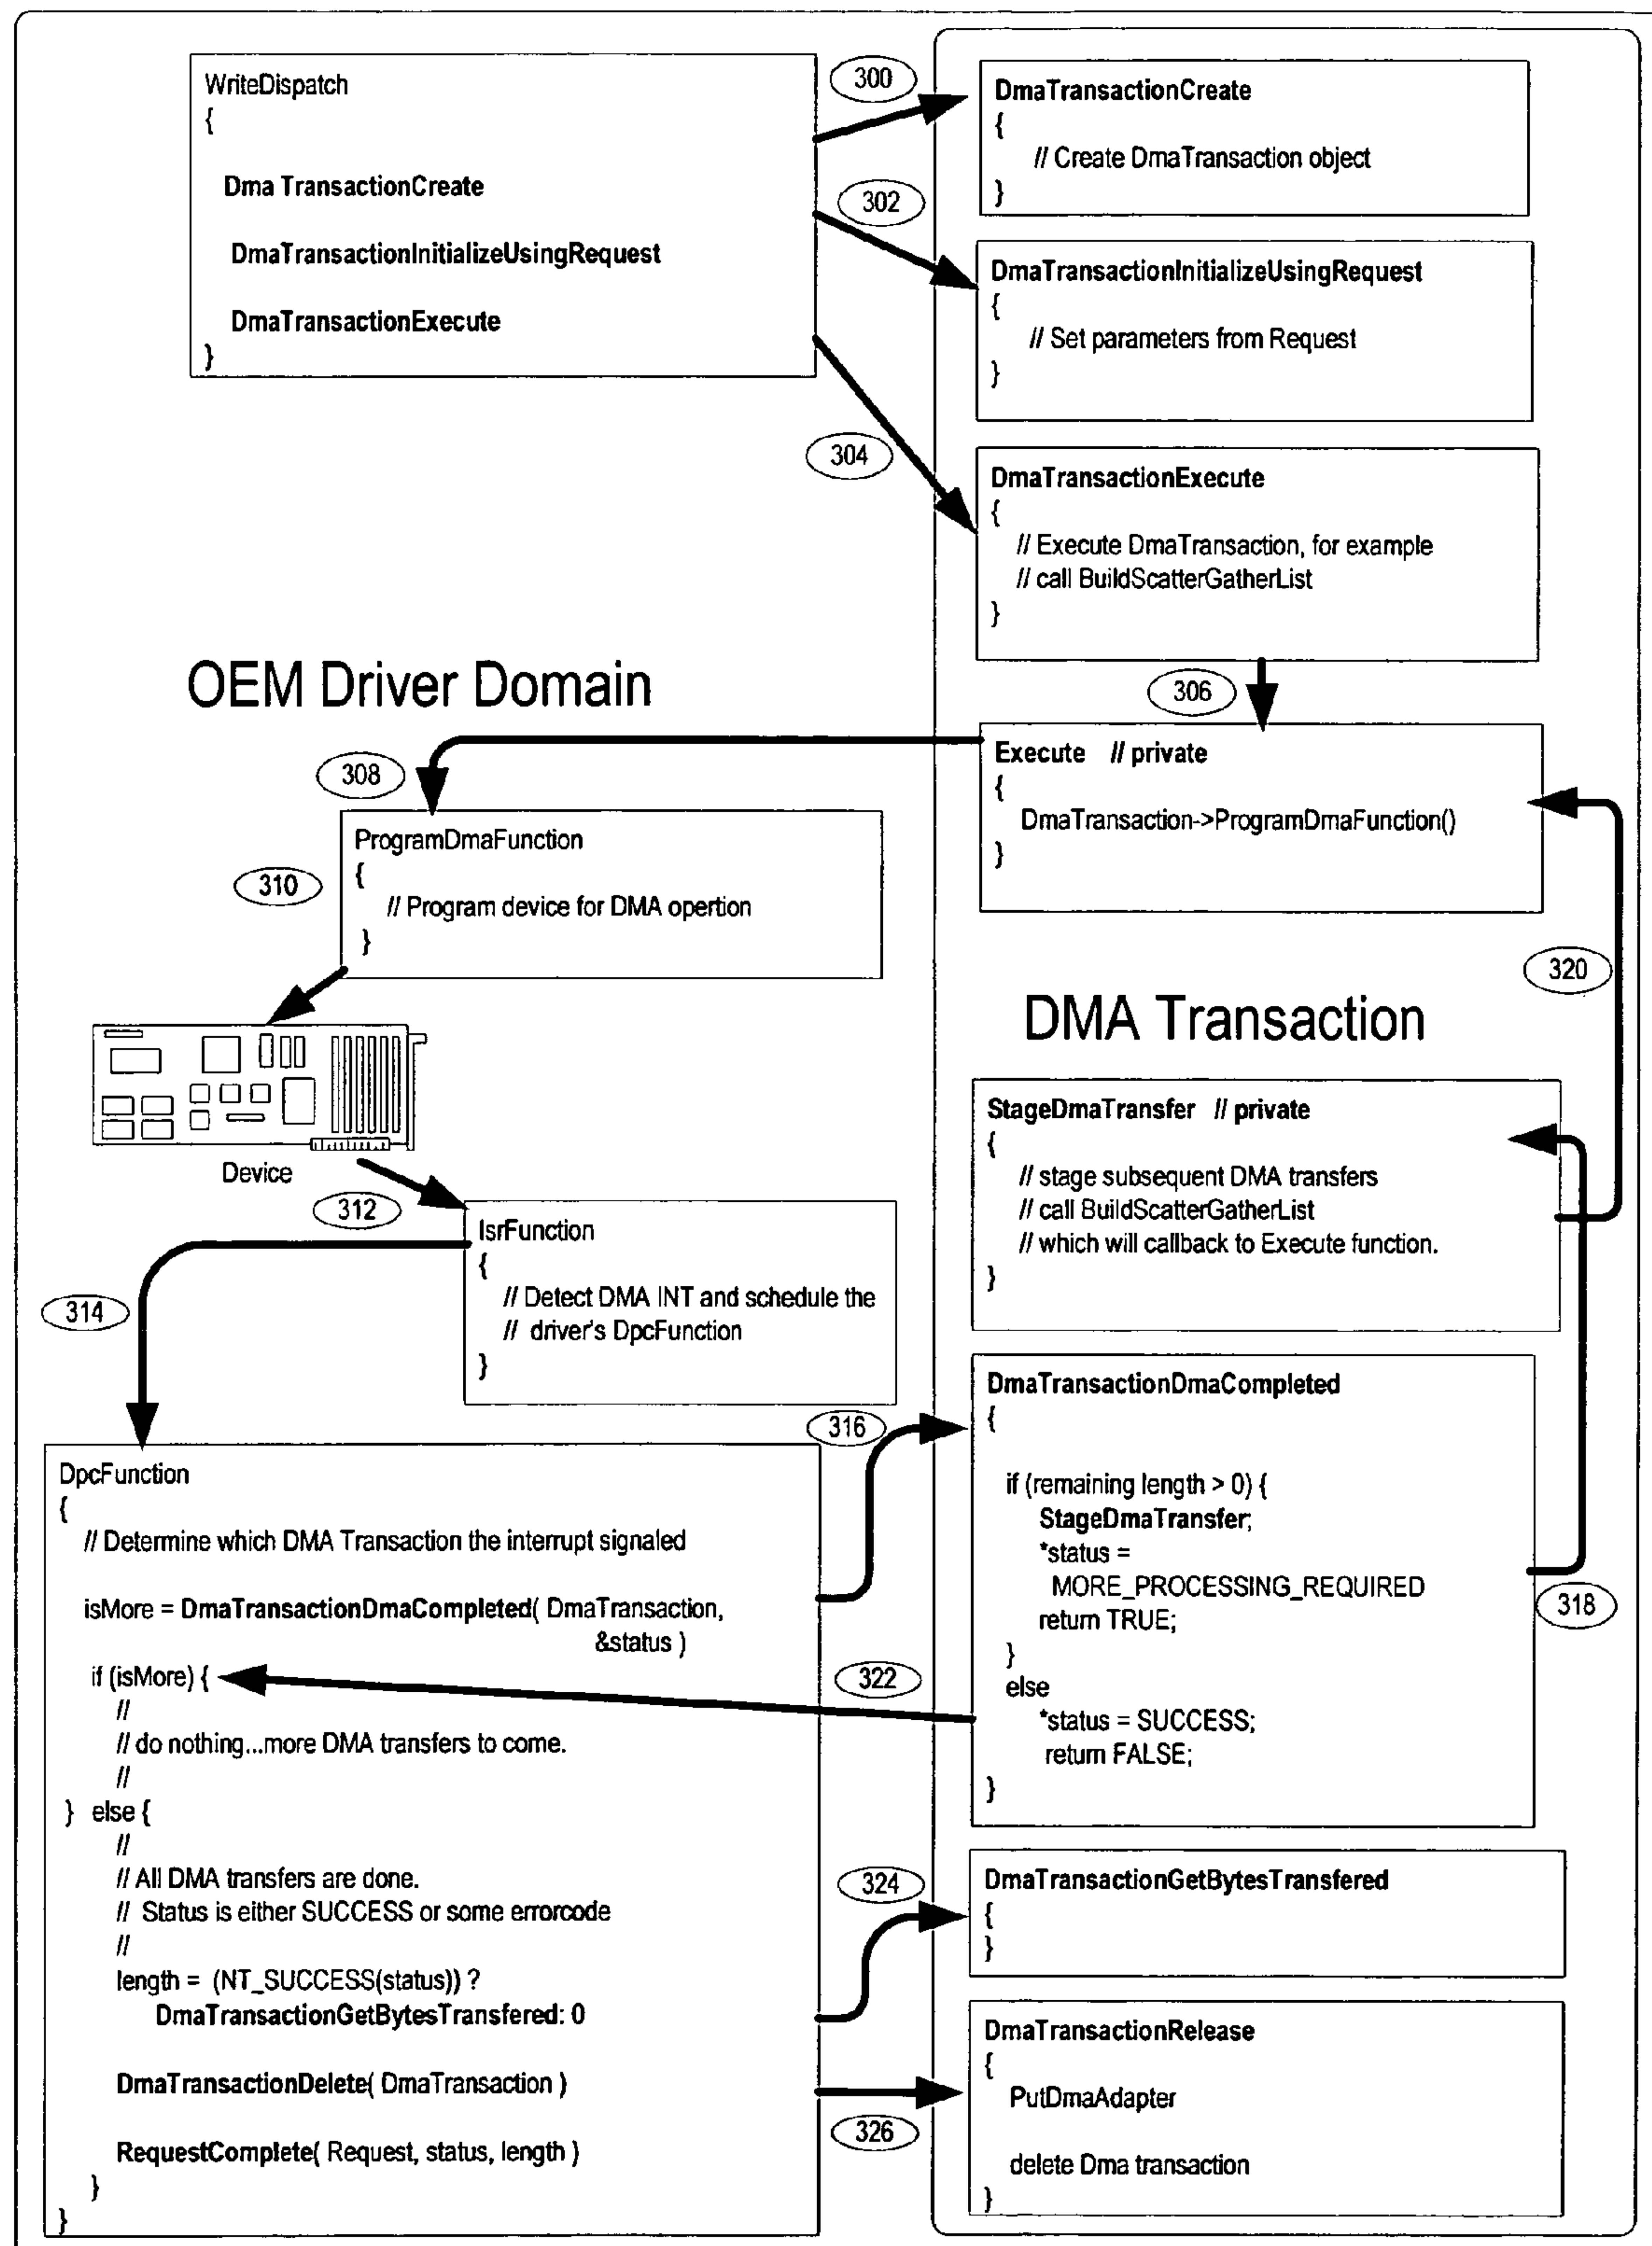 WriteDispatch
{
Dma TransactionCreate
DmaTransactionInitializeUsingRequest
DmaTransactionExecute
}
300
302
304
DmaTransactionCreate
{
// Create DmaTransaction object
}
DmaTransactionInitializeUsingRequest
{
// Set parameters from Request
}
DmaTransactionExecute
{
// Execute DmaTransaction, for example
// call BuildScatterGatherList
}
OEM Driver Domain
306
Execute // private
{
DmaTransaction->ProgramDmaFunction()
}
308
310
ProgramDmaFunction
{
// Program device for DMA opertion
}
320
DMA Transaction
Device
312
StageDmaTransfer // private
{
// stage subsequent DMA transfers
// call BuildScatterGatherList
// which will callback to Execute function.
}
IsrFunction
{
// Detect DMA INT and schedule the
// driver's DpcFunction
}
314
316
DmaTransactionDmaCompleted
{
if (remaining length > 0) {
StageDmaTransfer;
*status =
MORE_PROCESSING_REQUIRED
return TRUE;
}
else
*status = SUCCESS;
return FALSE;
}
318
DpcFunction
{
// Determine which DMA Transaction the interrupt signaled
isMore = DmaTransactionDmaCompleted( DmaTransaction,
&status )
if (isMore) {
//
// do nothing...more DMA transfers to come.
//
} else {
//
// All DMA transfers are done.
// Status is either SUCCESS or some errorcode
//
length = (NT_SUCCESS(status)) ?
DmaTransactionGetBytesTransfered: 0
DmaTransactionDelete( DmaTransaction )
RequestComplete( Request, status, length )
}
}
322
324
DmaTransactionGetBytesTransfered
{
}
326
DmaTransactionRelease
{
PutDmaAdapter
delete Dma transaction
}